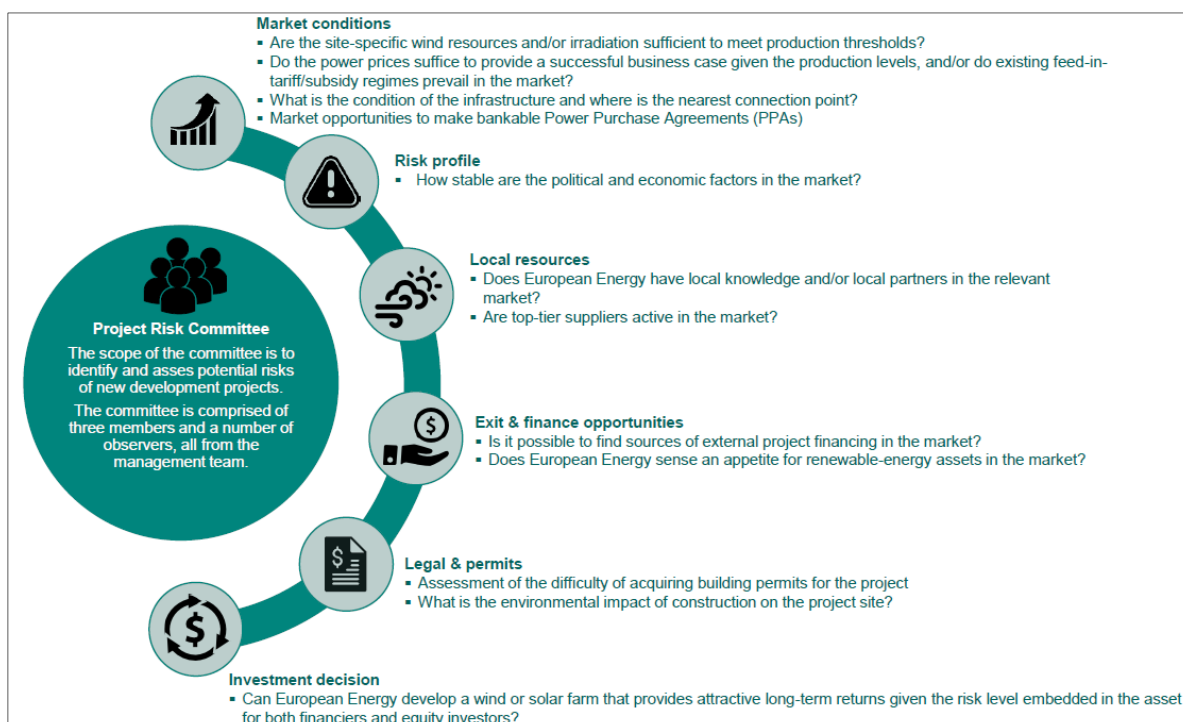 Market conditions
▪ Are the site-specific wind resources and/or irradiation sufficient to meet production thresholds?
▪ Do the power prices suffice to provide a successful business case given the production levels, and/or do existing feed-in-
tariff/subsidy regimes prevail in the market?
▪ What is the condition of the infrastructure and where is the nearest connection point?
▪ Market opportunities to make bankable Power Purchase Agreements (PPAs)
Risk profile
▪ How stable are the political and economic factors in the market?
Local resources
▪ Does European Energy have local knowledge and/or local partners in the relevant
market?
▪ Are top-tier suppliers active in the market?
Project Risk Committee
The scope of the committee is to
identify and asses potential risks
of new development projects.
The committee is comprised of
three members and a number of
observers, all from the
management team.
Exit & finance opportunities
▪ Is it possible to find sources of external project financing in the market?
▪ Does European Energy sense an appetite for renewable-energy assets in the market?
Legal & permits
▪ Assessment of the difficulty of acquiring building permits for the project
▪ What is the environmental impact of construction on the project site?
Investment decision
▪ Can European Energy develop a wind or solar farm that provides attractive long-term returns given the risk level embedded in the asset
for both financiers and equity investors?